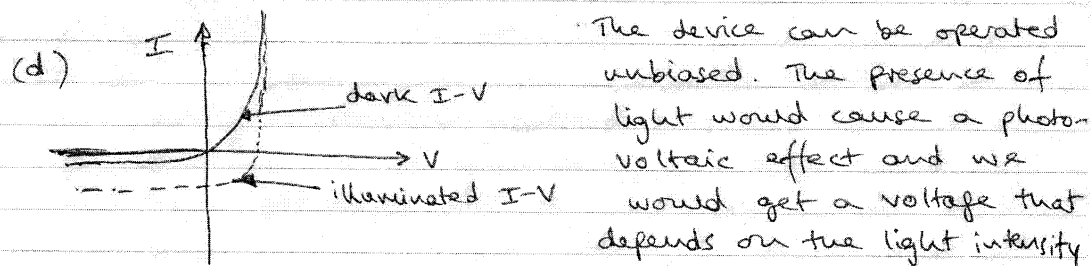 (d)
I
dark I-V
V
illuminated I-V
The device can be operated
unbiased. The presence of
light would cause a photo-
voltaic effect and we
would get a voltage that
depends on the light intensity